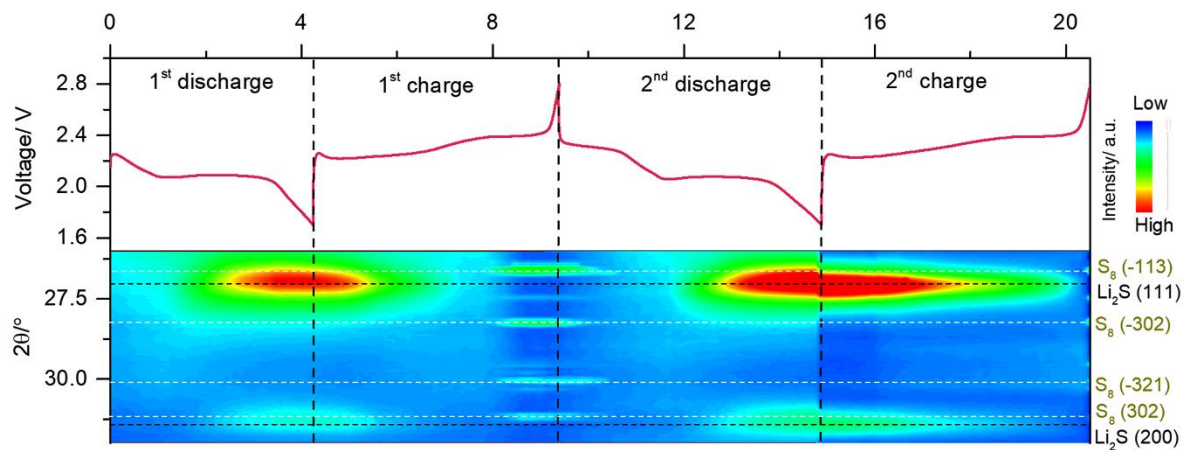 0 4 8 12 16 20
1st discharge 1st charge 2nd discharge 2nd charge
Voltage/ V
2.8
2.4
2.0
1.6
Low
Intensity/ a.u.
High
2θ/°
27.5
30.0
S8 (-113)
Li2S (111)
S8 (-302)
S8 (-321)
S8 (302)
Li2S (200)